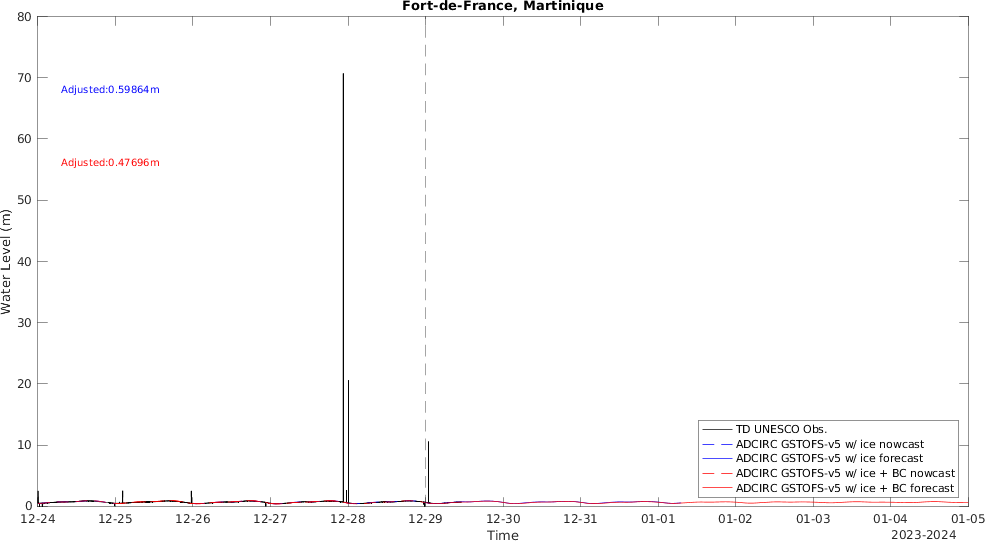 Fort-de-France, Martinique
80
70
60
50
40
30
20
10
0
Water Level (m)
Adjusted:0.59864m
Adjusted:0.47696m
TD UNESCO Obs.
ADCIRC GSTOFS-v5 w/ ice nowcast
ADCIRC GSTOFS-v5 w/ ice forecast
ADCIRC GSTOFS-v5 w/ ice + BC nowcast
ADCIRC GSTOFS-v5 w/ ice + BC forecast
12-24 12-25 12-26 12-27 12-28 12-29 12-30 12-31 01-01 01-02 01-03 01-04 01-05
Time
2023-2024